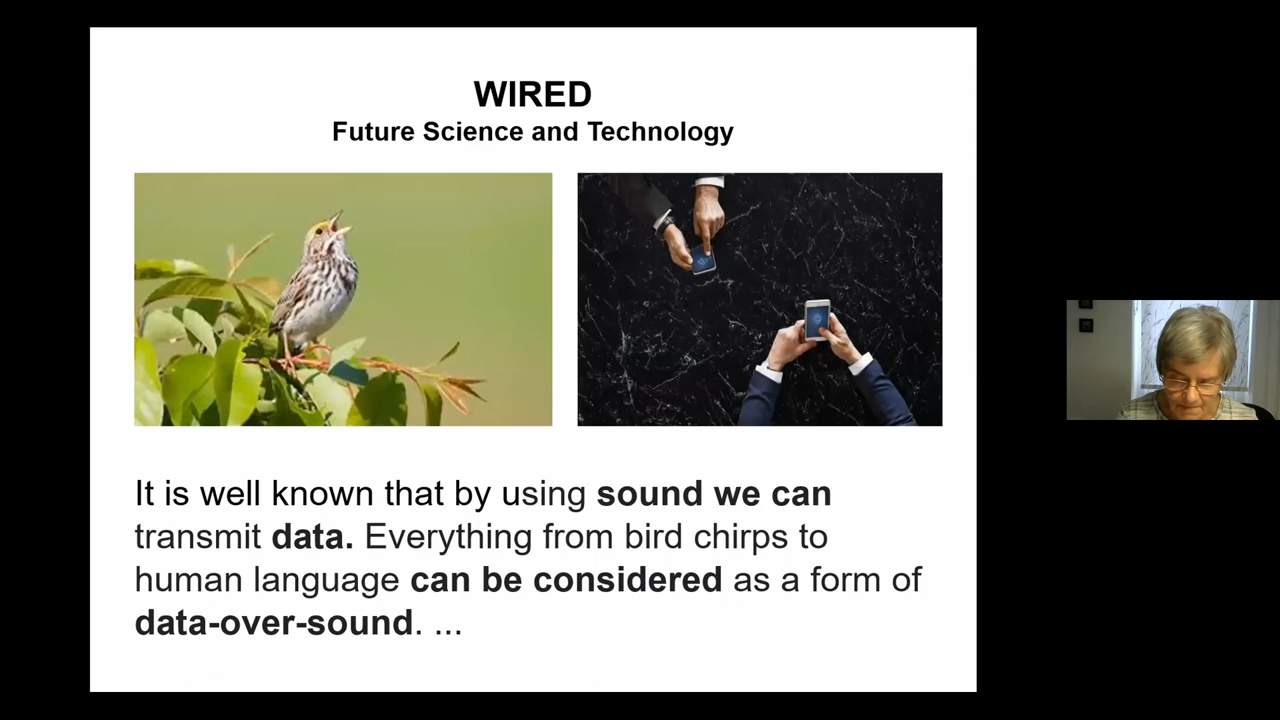 WIRED
Future Science and Technology
It is well known that by using sound we can
transmit data. Everything from bird chirps to
human language can be considered as a form of
data-over-sound. ...